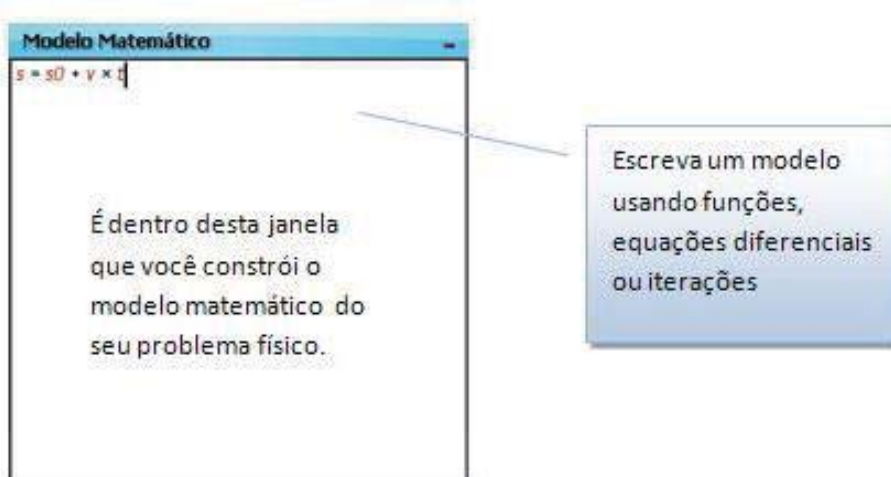 Modelo Matemático
s = s0 + v × t
É dentro desta janela
que você constrói o
modelo matemático do
seu problema físico.
Escreva um modelo
usando funções,
equações diferenciais
ou iterações